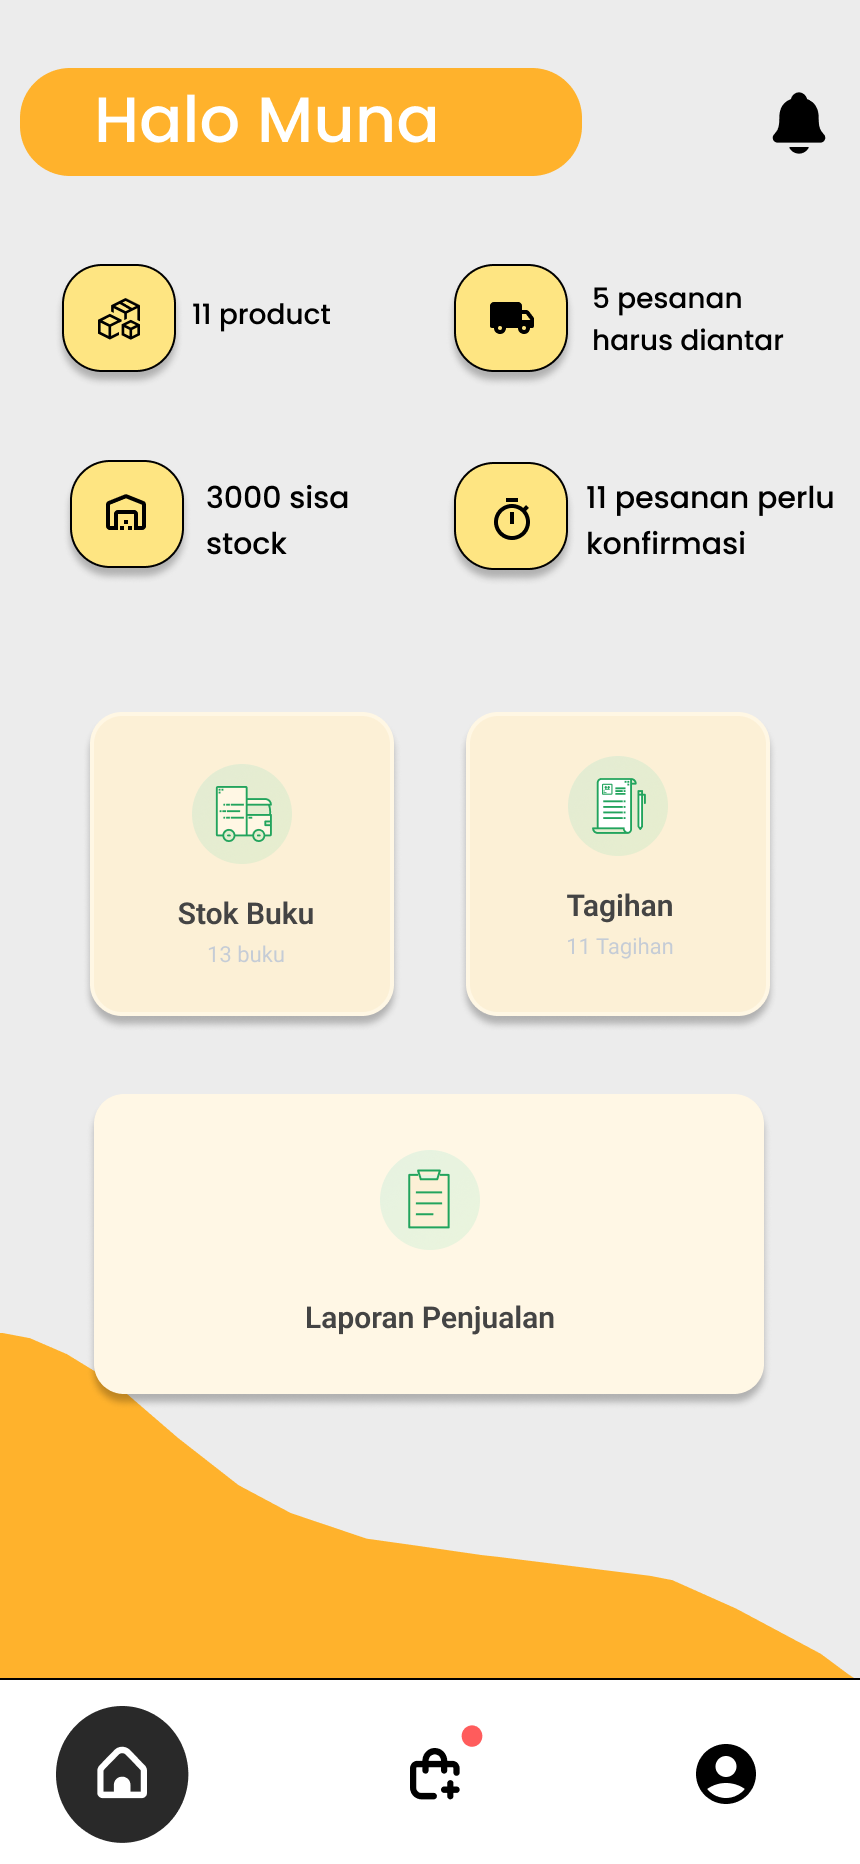 Halo Muna
11 product
5 pesanan
harus diantar
3000 sisa
stock
11 pesanan perlu
konfirmasi
Stok Buku
13 buku
Tagihan
11 Tagihan
Laporan Penjualan